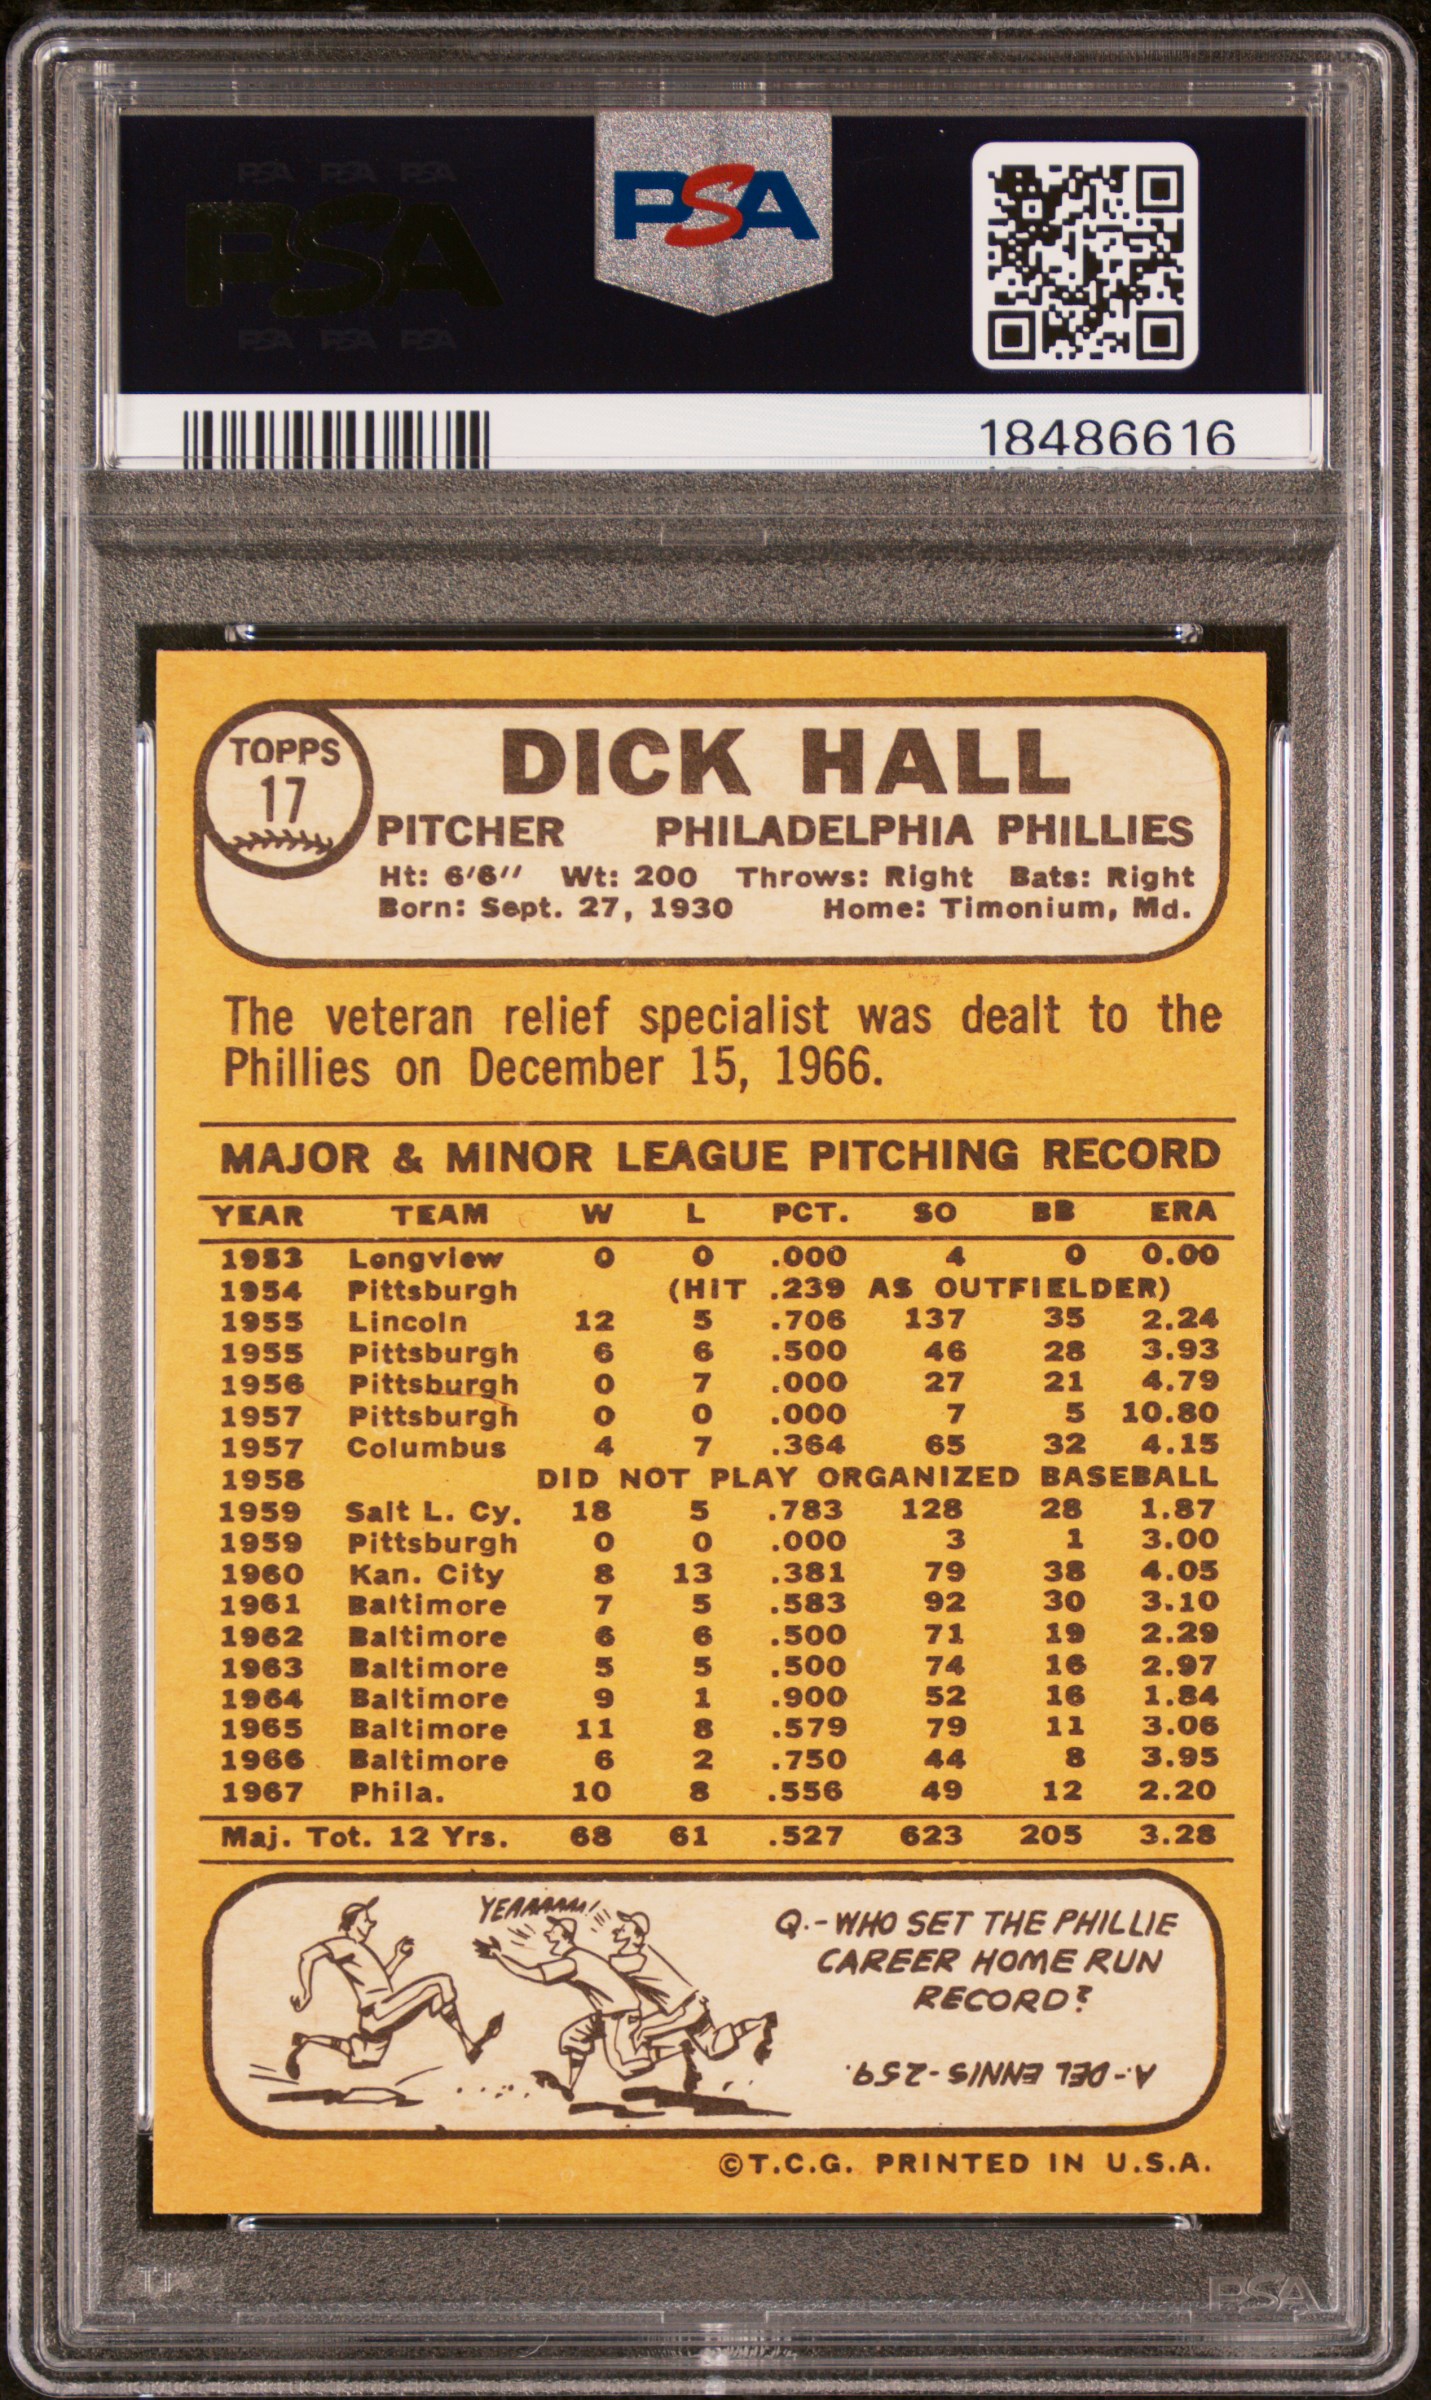 PSA PSA PSA
PSA
PSA PSA PSA
PSA
18486616
TOPPS
17
DICK HALL
PITCHER PHILADELPHIA PHILLIES
Ht: 6'6'' Wt: 200 Throws: Right Bats: Right
Born: Sept. 27, 1930 Home: Timonium, Md.
The veteran relief specialist was dealt to the
Phillies on December 15, 1966.
MAJOR & MINOR LEAGUE PITCHING RECORD
YEAR TEAM W L PCT. SO BB ERA
1953 Longview 0 0 .000 4 0 0.00
1954 Pittsburgh (HIT .239 AS OUTFIELDER)
1955 Lincoln 12 5 .706 137 35 2.24
1955 Pittsburgh 6 6 .500 46 28 3.93
1956 Pittsburgh 0 7 .000 27 21 4.79
1957 Pittsburgh 0 0 .000 7 5 10.80
1957 Columbus 4 7 .364 65 32 4.15
1958 DID NOT PLAY ORGANIZED BASEBALL
1959 Salt L. Cy. 18 5 .783 128 28 1.87
1959 Pittsburgh 0 0 .000 3 1 3.00
1960 Kan. City 8 13 .381 79 38 4.05
1961 Baltimore 7 5 .583 92 30 3.10
1962 Baltimore 6 6 .500 71 19 2.29
1963 Baltimore 5 5 .500 74 16 2.97
1964 Baltimore 9 1 .900 52 16 1.84
1965 Baltimore 11 8 .579 79 11 3.06
1966 Baltimore 6 2 .750 44 8 3.95
1967 Phila. 10 8 .556 49 12 2.20
Maj. Tot. 12 Yrs. 68 61 .527 623 205 3.28
YEAAAAAA!
Q.-WHO SET THE PHILLIE
CAREER HOME RUN
RECORD?
A.-DEL ENNIS-259.
©T.C.G. PRINTED IN U.S.A.
PSA